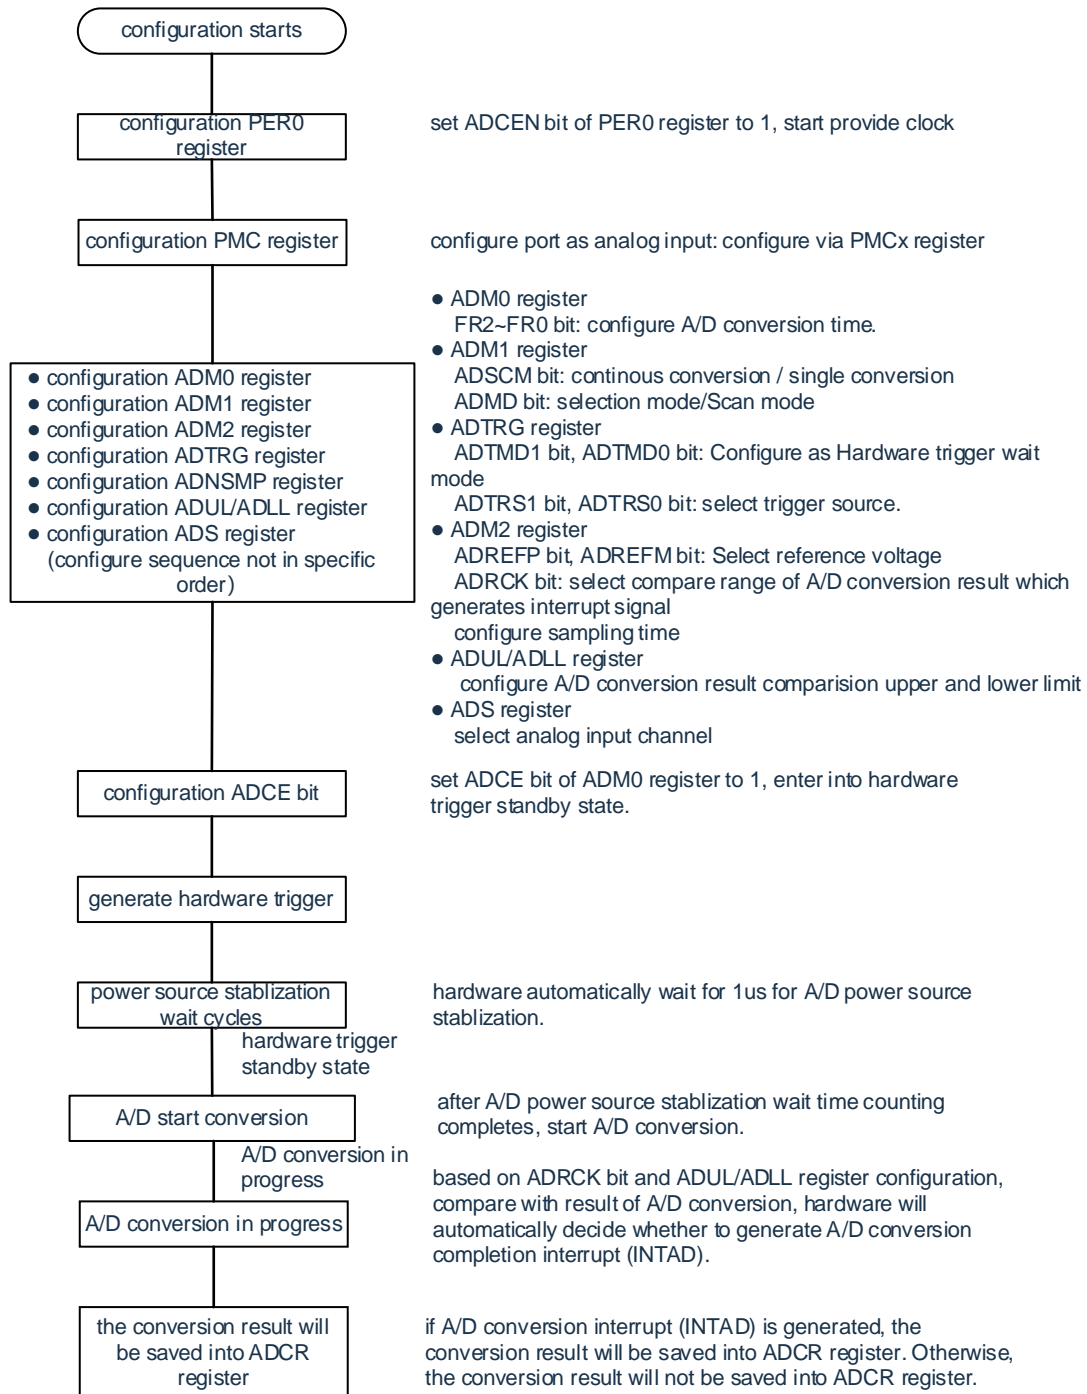 configuration starts
configuration PER0
register
set ADCEN bit of PER0 register to 1, start provide clock
configuration PMC register
configure port as analog input: configure via PMCx register
● configuration ADM0 register
● configuration ADM1 register
● configuration ADM2 register
● configuration ADTRG register
● configuration ADNSMP register
● configuration ADUL/ADLL register
● configuration ADS register
(configure sequence not in specific
order)
● ADM0 register
FR2~FR0 bit: configure A/D conversion time.
● ADM1 register
ADSCM bit: continous conversion / single conversion
ADMD bit: selection mode/Scan mode
● ADTRG register
ADTMD1 bit, ADTMD0 bit: Configure as Hardware trigger wait
mode
ADTRS1 bit, ADTRS0 bit: select trigger source.
● ADM2 register
ADREFP bit, ADREFM bit: Select reference voltage
ADRCK bit: select compare range of A/D conversion result which
generates interrupt signal
configure sampling time
● ADUL/ADLL register
configure A/D conversion result comparision upper and lower limit
● ADS register
select analog input channel
configuration ADCE bit
set ADCE bit of ADM0 register to 1, enter into hardware
trigger standby state.
generate hardware trigger
power source stablization
wait cycles
hardware automatically wait for 1us for A/D power source
stablization.
hardware trigger
standby state
A/D start conversion
after A/D power source stablization wait time counting
completes, start A/D conversion.
A/D conversion in
progress
A/D conversion in progress
based on ADRCK bit and ADUL/ADLL register configuration,
compare with result of A/D conversion, hardware will
automatically decide whether to generate A/D conversion
completion interrupt (INTAD).
the conversion result will
be saved into ADCR
register
if A/D conversion interrupt (INTAD) is generated, the
conversion result will be saved into ADCR register. Otherwise,
the conversion result will not be saved into ADCR register.